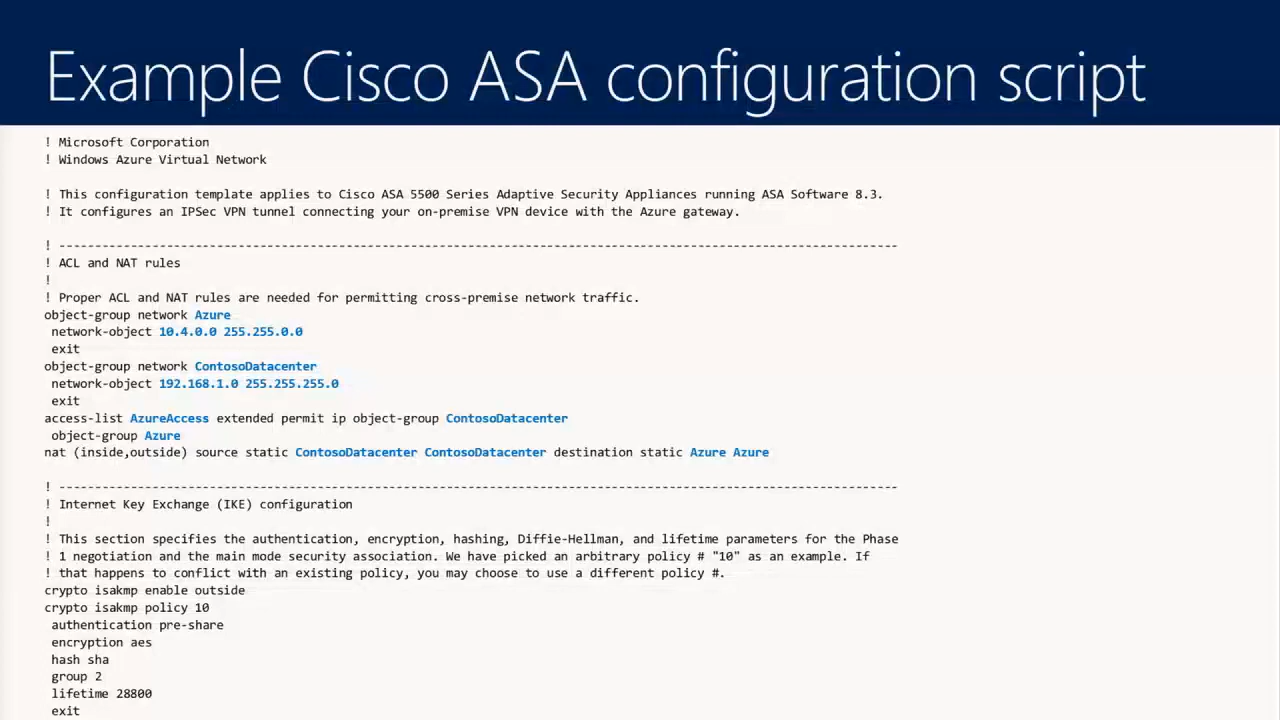 Example Cisco ASA configuration script
! Microsoft Corporation
! Windows Azure Virtual Network
! This configuration template applies to Cisco ASA 5500 Series Adaptive Security Appliances running ASA Software 8.3.
! It configures an IPSec VPN tunnel connecting your on-premise VPN device with the Azure gateway.
! ---------------------------------------------------------------------------------------------------------------------
! ACL and NAT rules
!
! Proper ACL and NAT rules are needed for permitting cross-premise network traffic.
object-group network Azure
 network-object 10.4.0.0 255.255.0.0
 exit
object-group network ContosoDatacenter
 network-object 192.168.1.0 255.255.255.0
 exit
access-list AzureAccess extended permit ip object-group ContosoDatacenter
 object-group Azure
nat (inside,outside) source static ContosoDatacenter ContosoDatacenter destination static Azure Azure
! ---------------------------------------------------------------------------------------------------------------------
! Internet Key Exchange (IKE) configuration
!
! This section specifies the authentication, encryption, hashing, Diffie-Hellman, and lifetime parameters for the Phase
! 1 negotiation and the main mode security association. We have picked an arbitrary policy # "10" as an example. If
! that happens to conflict with an existing policy, you may choose to use a different policy #.
crypto isakmp enable outside
crypto isakmp policy 10
 authentication pre-share
 encryption aes
 hash sha
 group 2
 lifetime 28800
 exit